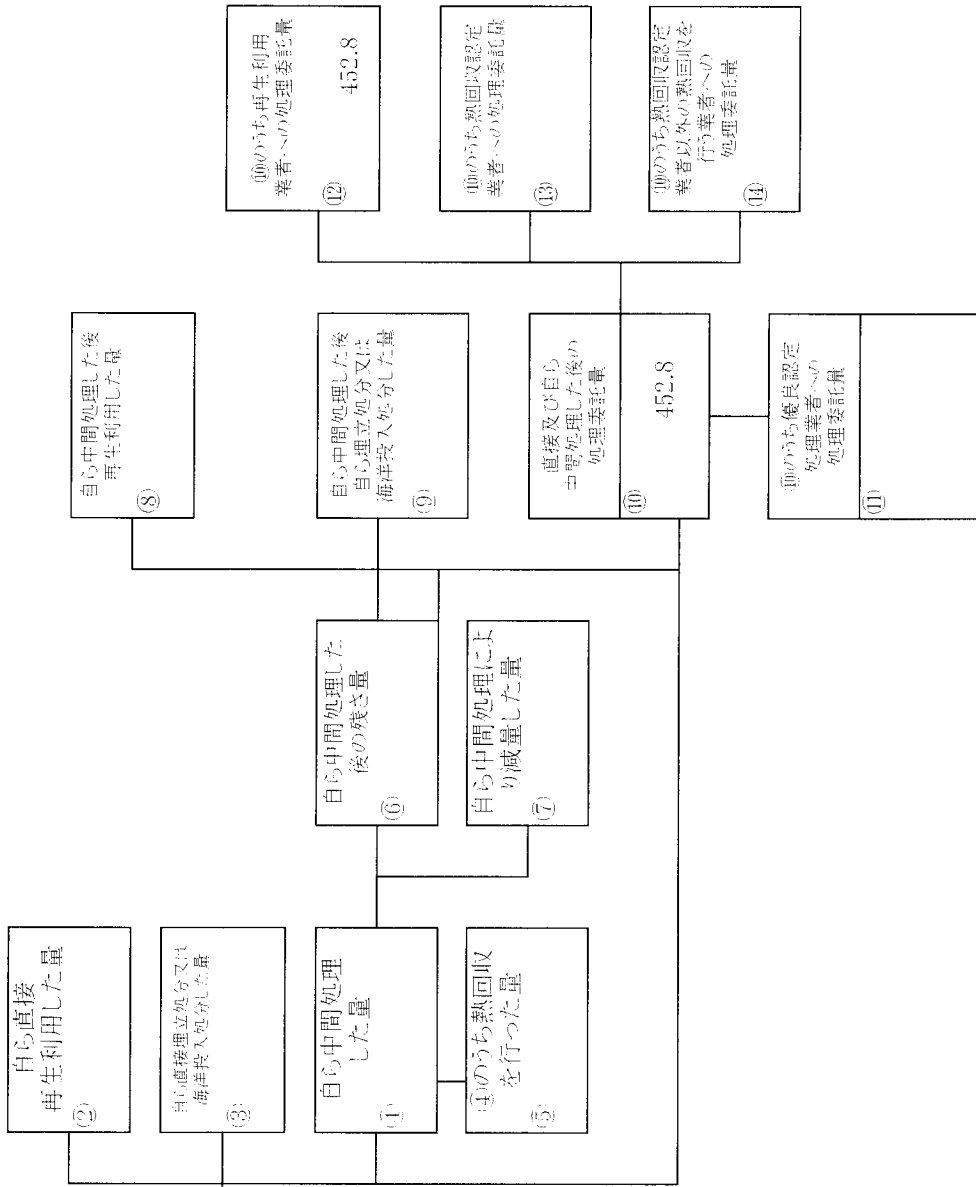 自ら直接
再生利用した量
②
自ら直接埋立処分又は
海洋投入処分した量
③
自ら中間処理
した量
④
④のうち熱回収
を行った量
⑤
自ら中間処理した
後の残さ量
⑥
自ら中間処理によ
り減量した量
⑦
自ら中間処理した後
再生利用した量
⑧
自ら中間処理した後
自ら埋立処分又は
海洋投入処分した量
⑨
直接及び自ら
中間処理した後の
処理委託量
⑩
452.8
⑩のうち優良認定
処理業者への
処理委託量
⑪
⑩のうち再生利用
業者への処理委託量
⑫
452.8
⑩のうち熱回収認定
業者への処理委託量
⑬
⑩のうち熱回収認定
業者以外の熱回収を
行う業者への
処理委託量
⑭